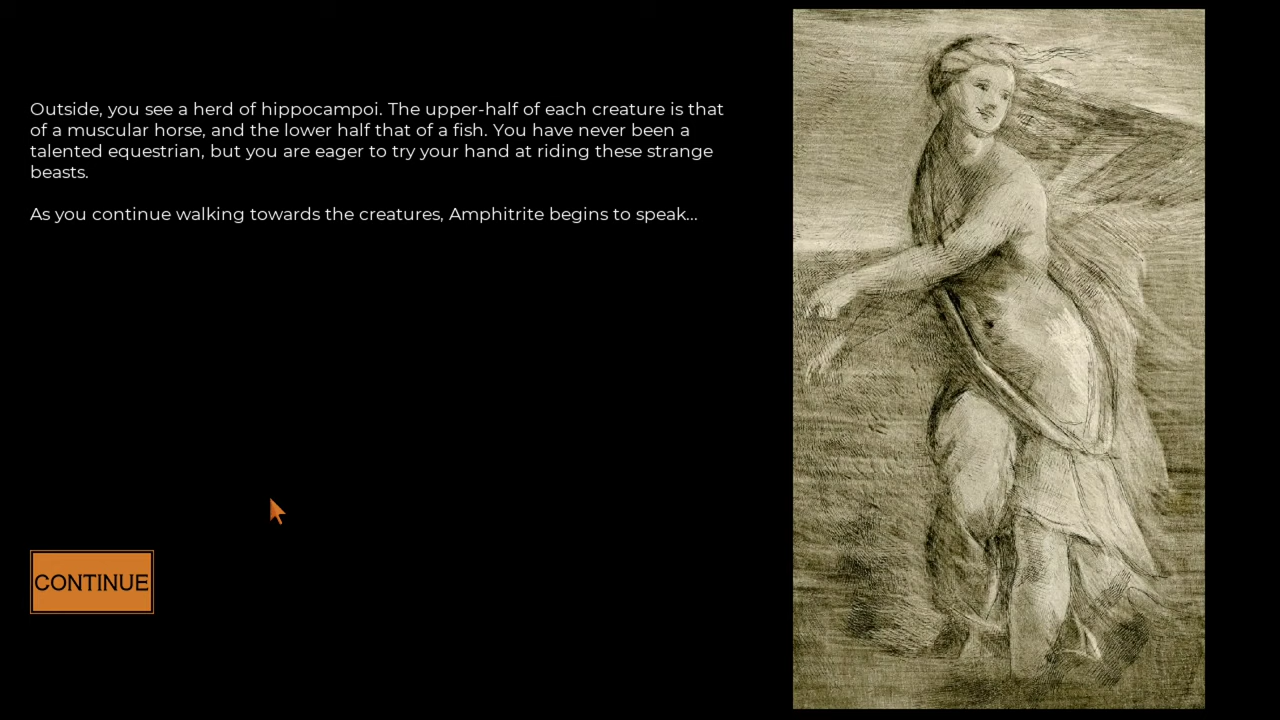 Outside, you see a herd of hippocampoi. The upper-half of each creature is that
of a muscular horse, and the lower half that of a fish. You have never been a
talented equestrian, but you are eager to try your hand at riding these strange
beasts.
As you continue walking towards the creatures, Amphitrite begins to speak...
CONTINUE